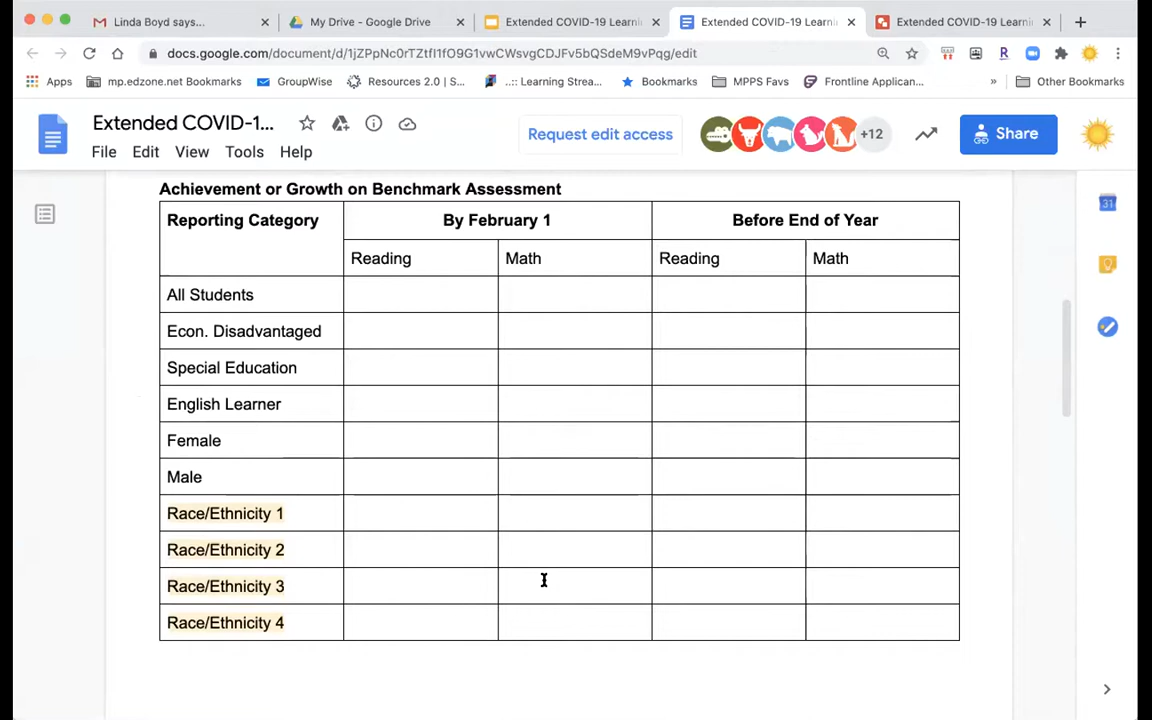 Linda Boyd says... × My Drive - Google Drive × Extended COVID-19 Learni × Extended COVID-19 Learni × Extended COVID-19 Learni × +
docs.google.com/document/d/1jZPpNc0rTZtfl1fO9G1vwCWsvgCDJFv5bQSdeM9vPqg/edit
Apps mp.edzone.net Bookmarks GroupWise Resources 2.0 | S... ..:: Learning Strea... Bookmarks MPPS Favs Frontline Applican... » Other Bookmarks
Extended COVID-1...
Request edit access
+12
Share
File Edit View Tools Help
31
Achievement or Growth on Benchmark Assessment
Reporting Category By February 1 Before End of Year
Reading Math Reading Math
All Students
Econ. Disadvantaged
Special Education
English Learner
Female
Male
Race/Ethnicity 1
Race/Ethnicity 2
Race/Ethnicity 3
Race/Ethnicity 4